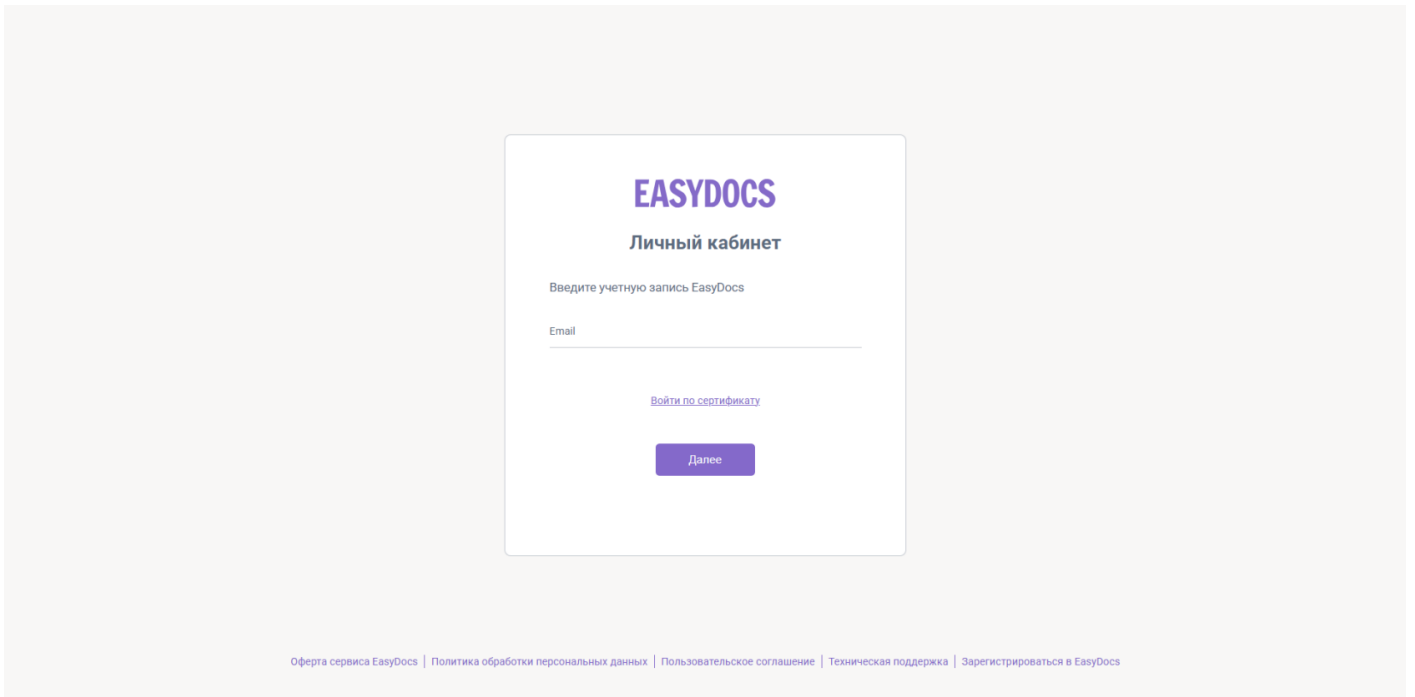 EASYDOCS
Личный кабинет
Введите учетную запись EasyDocs
Email
Войти по сертификату
Далее
Оферта сервиса EasyDocs | Политика обработки персональных данных | Пользовательское соглашение | Техническая поддержка | Зарегистрироваться в EasyDocs